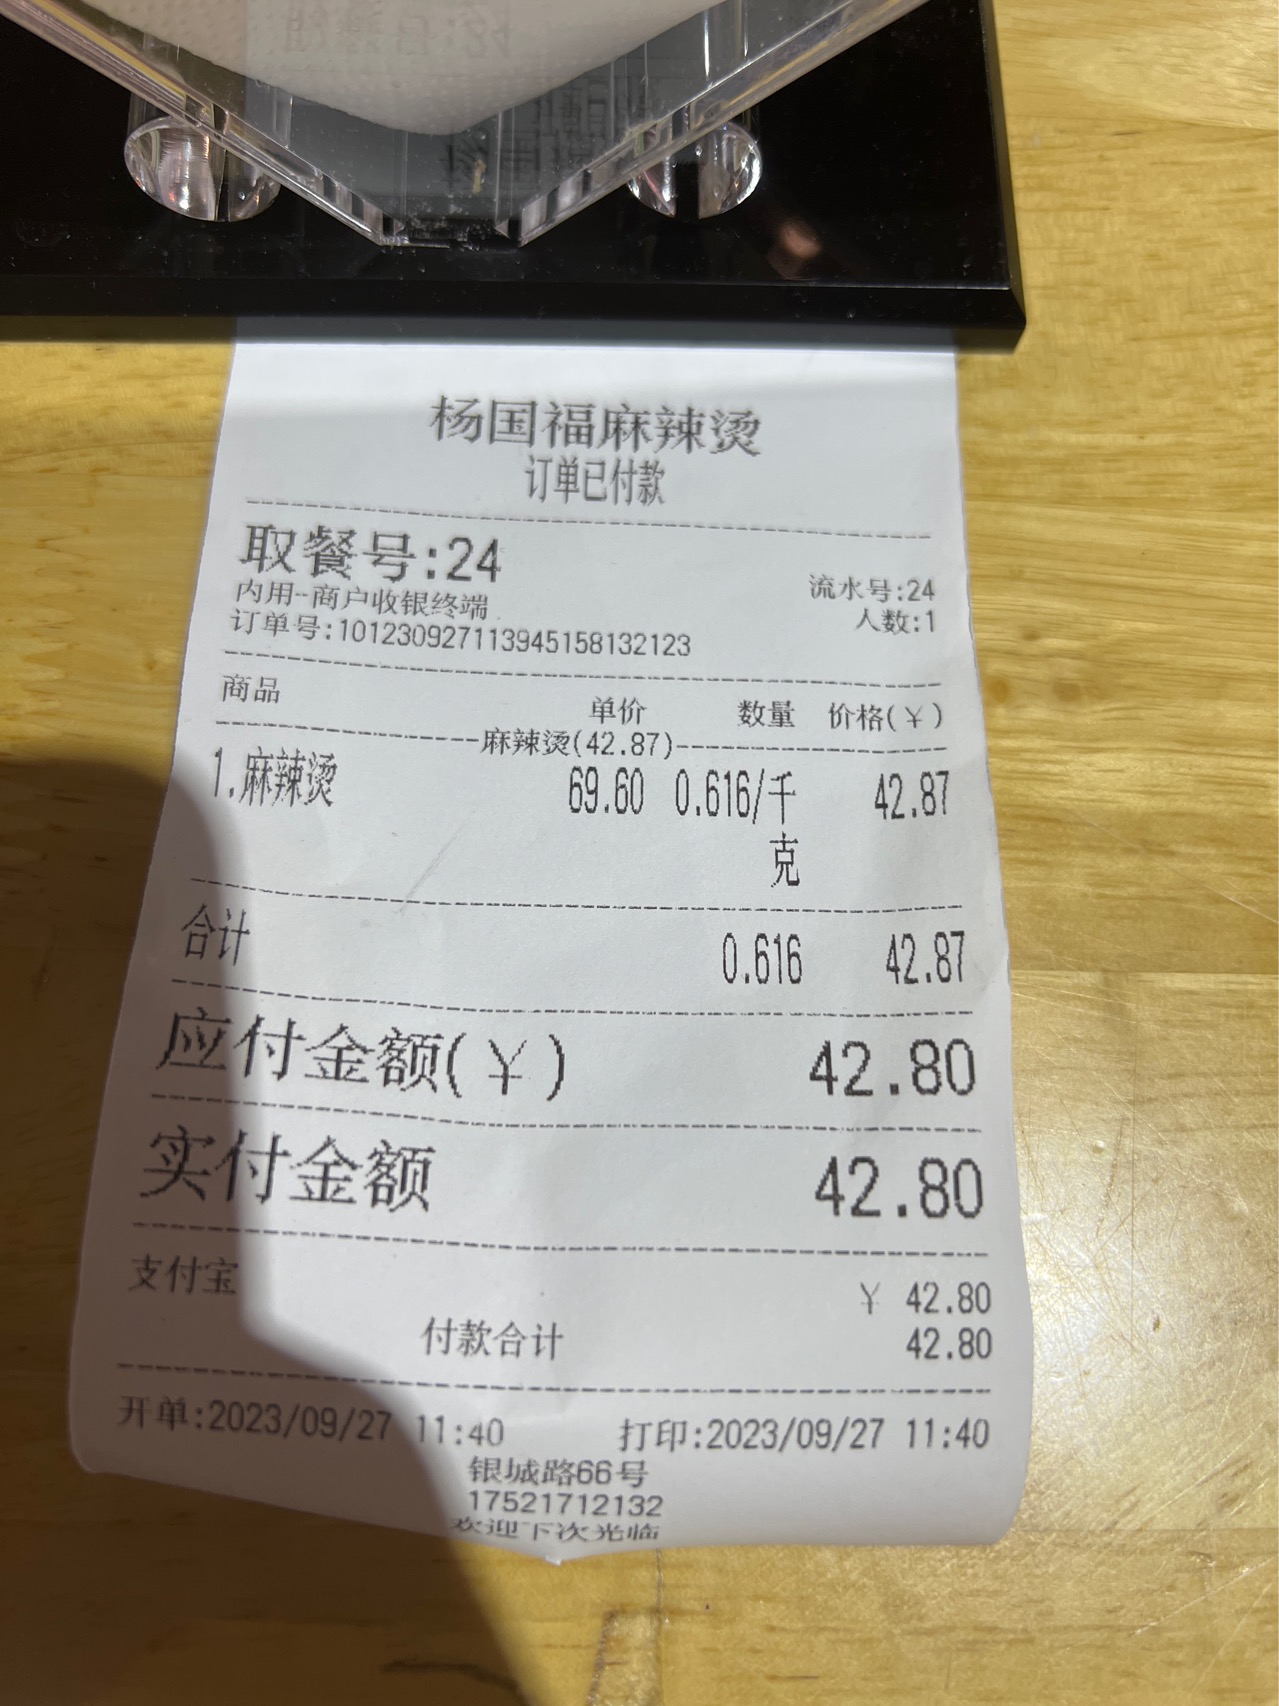 杨国福麻辣烫
订单已付款
取餐号:24
流水号:24
内用--商户收银终端
人数:1
订单号:101230927113945158132123
商品 单价 数量 价格(¥)
麻辣烫(42.87)
1.麻辣烫 69.60 0.616/千克 42.87
合计 0.616 42.87
应付金额(¥) 42.80
实付金额 42.80
支付宝 ¥ 42.80
付款合计 42.80
开单:2023/09/27 11:40 打印:2023/09/27 11:40
银城路66号
17521712132
欢迎下次光临